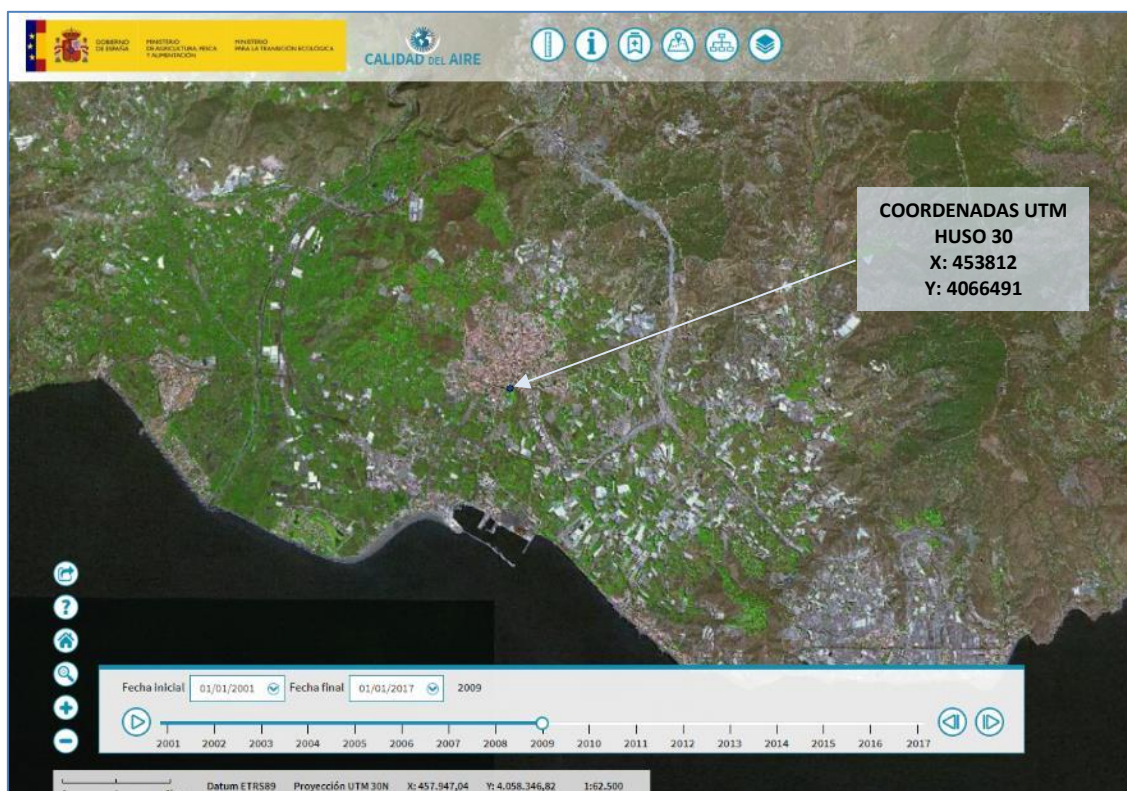 GOBIERNO
DE ESPAÑA
MINISTERIO
DE AGRICULTURA, PESCA
Y ALIMENTACIÓN
MINISTERIO
PARA LA TRANSICIÓN ECOLÓGICA
CALIDAD DEL AIRE
COORDENADAS UTM
HUSO 30
X: 453812
Y: 4066491
Fecha inicial 01/01/2001 Fecha final 01/01/2017 2009
2001 2002 2003 2004 2005 2006 2007 2008 2009 2010 2011 2012 2013 2014 2015 2016 2017
Datum ETRS89 Proyección UTM 30N X: 457.947,04 Y: 4.058.346,82 1:62.500